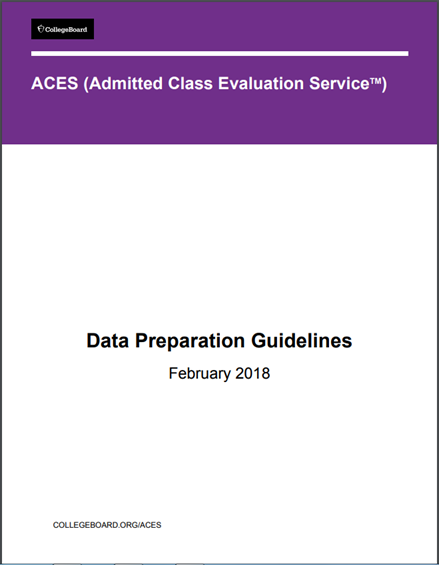 CollegeBoard
ACES (Admitted Class Evaluation Service™)
Data Preparation Guidelines
February 2018
COLLEGEBOARD.ORG/ACES